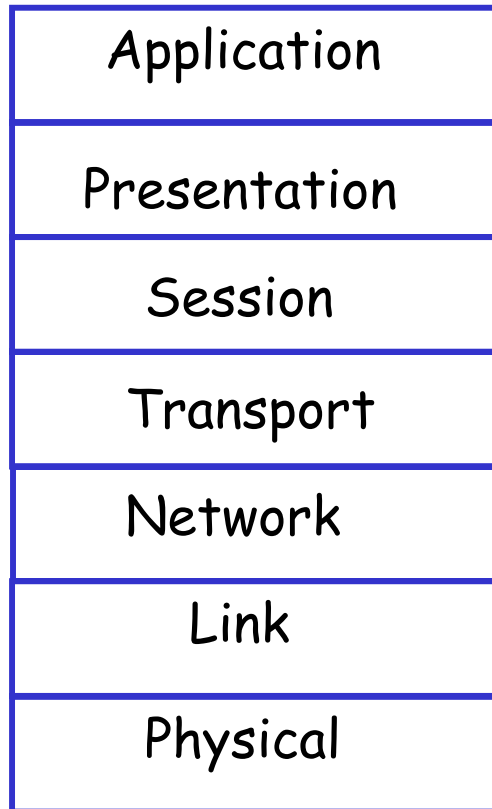 Application
Presentation
Session
Transport
Network
Link
Physical